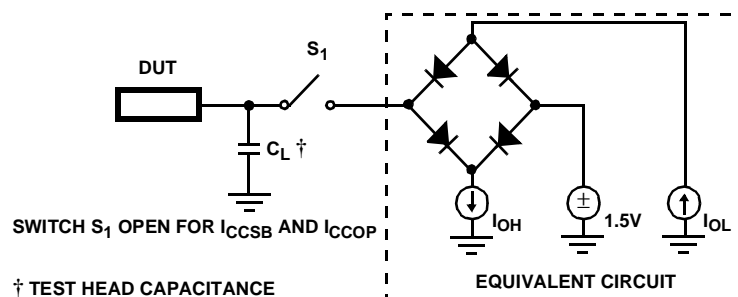 S1
DUT
CL †
IOH
±
1.5V
IOL
SWITCH S1 OPEN FOR ICCSB AND ICCOP
† TEST HEAD CAPACITANCE
EQUIVALENT CIRCUIT